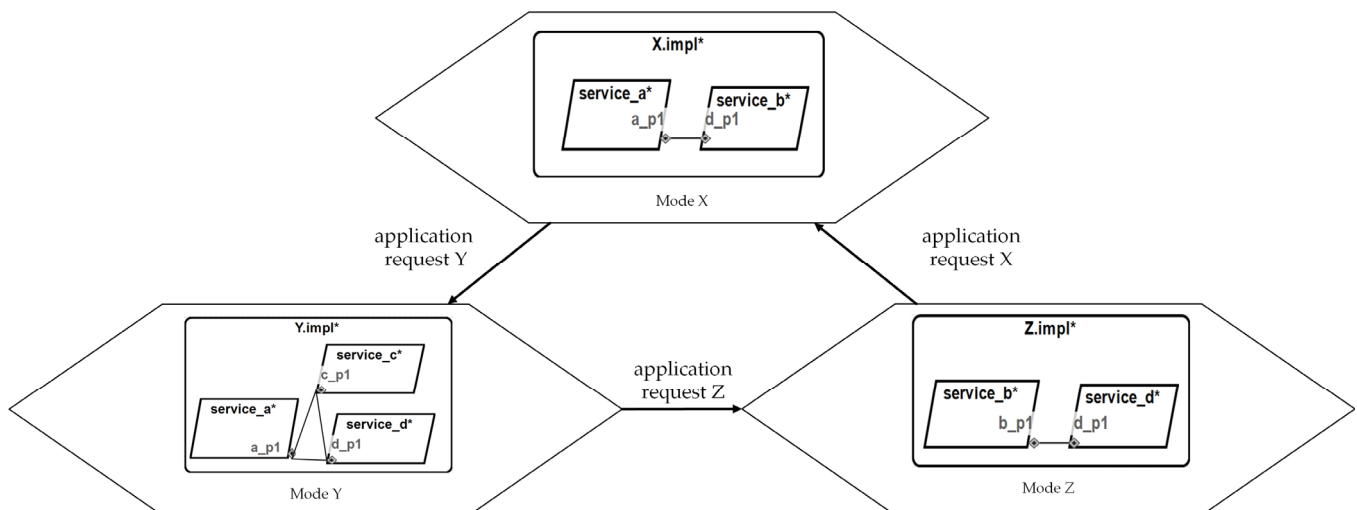 X.impl*
service_a*
service_b*
a_p1
d_p1
Mode X
application
request Y
application
request X
Y.impl*
service_c*
c_p1
service_a*
service_d*
a_p1
d_p1
Mode Y
application
request Z
Z.impl*
service_b*
service_d*
b_p1
d_p1
Mode Z